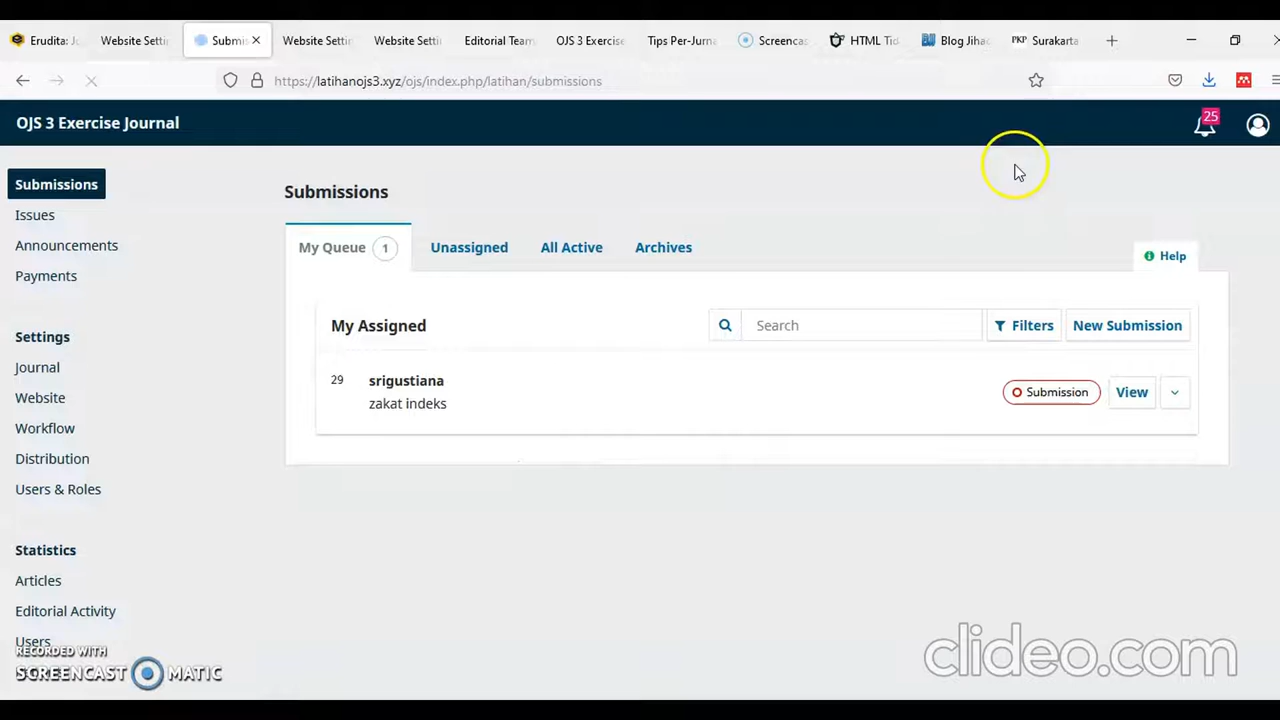 Erudita: Jo
Website Setti
Submis
Website Settin
Website Settin
Editorial Team
OJS 3 Exercise
Tips Per-Jurna
Screencas
HTML Tid
Blog Jihad
PKP Surakarta
https://latihanojs3.xyz/ojs/index.php/latihan/submissions
OJS 3 Exercise Journal
25
Submissions
Issues
Announcements
Payments
Settings
Journal
Website
Workflow
Distribution
Users & Roles
Statistics
Articles
Editorial Activity
Users
Submissions
My Queue 1
Unassigned
All Active
Archives
Help
My Assigned
Search
Filters
New Submission
29
srigustiana
zakat indeks
Submission
View
RECORDED WITH
SCREENCAST MATIC
clideo.com